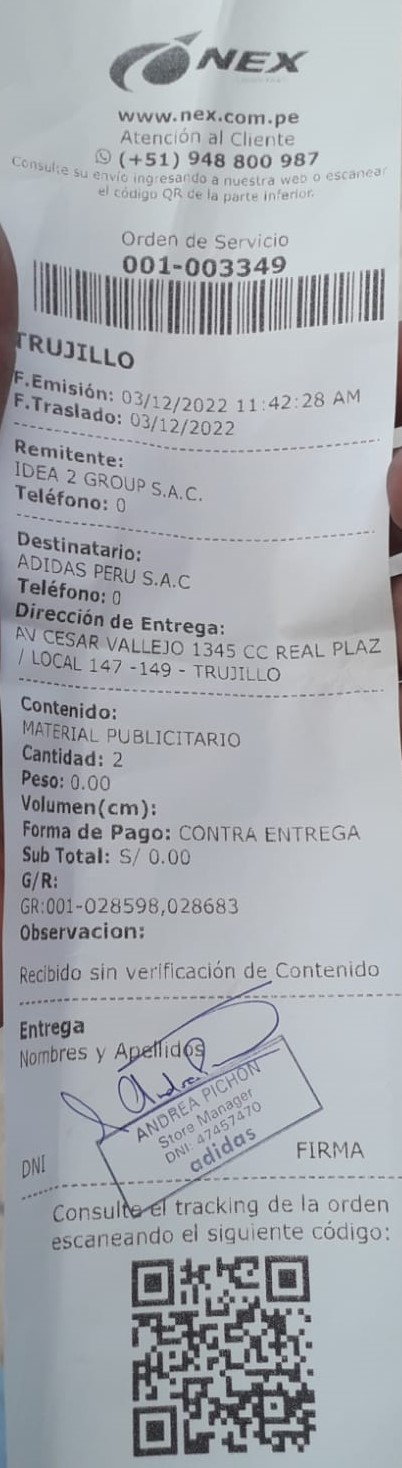 NEX
www.nex.com.pe
Atención al Cliente
(+51) 948 800 987
Consulte su envío ingresando a nuestra web o escanear
el código QR de la parte inferior.
Orden de Servicio
001-003349
TRUJILLO
F.Emisión: 03/12/2022 11:42:28 AM
F.Traslado: 03/12/2022
Remitente:
IDEA 2 GROUP S.A.C.
Teléfono: 0
Destinatario:
ADIDAS PERU S.A.C
Teléfono: 0
Dirección de Entrega:
AV CESAR VALLEJO 1345 CC REAL PLAZ
/ LOCAL 147 -149 - TRUJILLO
Contenido:
MATERIAL PUBLICITARIO
Cantidad: 2
Peso: 0.00
Volumen(cm):
Forma de Pago: CONTRA ENTREGA
Sub Total: S/ 0.00
G/R:
GR:001-028598,028683
Observacion:
Recibido sin verificación de Contenido
Entrega
Nombres y Apellidos
ANDREA PICHÓN
Store Manager
DNI: 47457470
adidas
DNI
FIRMA
Consulte el tracking de la orden
escaneando el siguiente código: